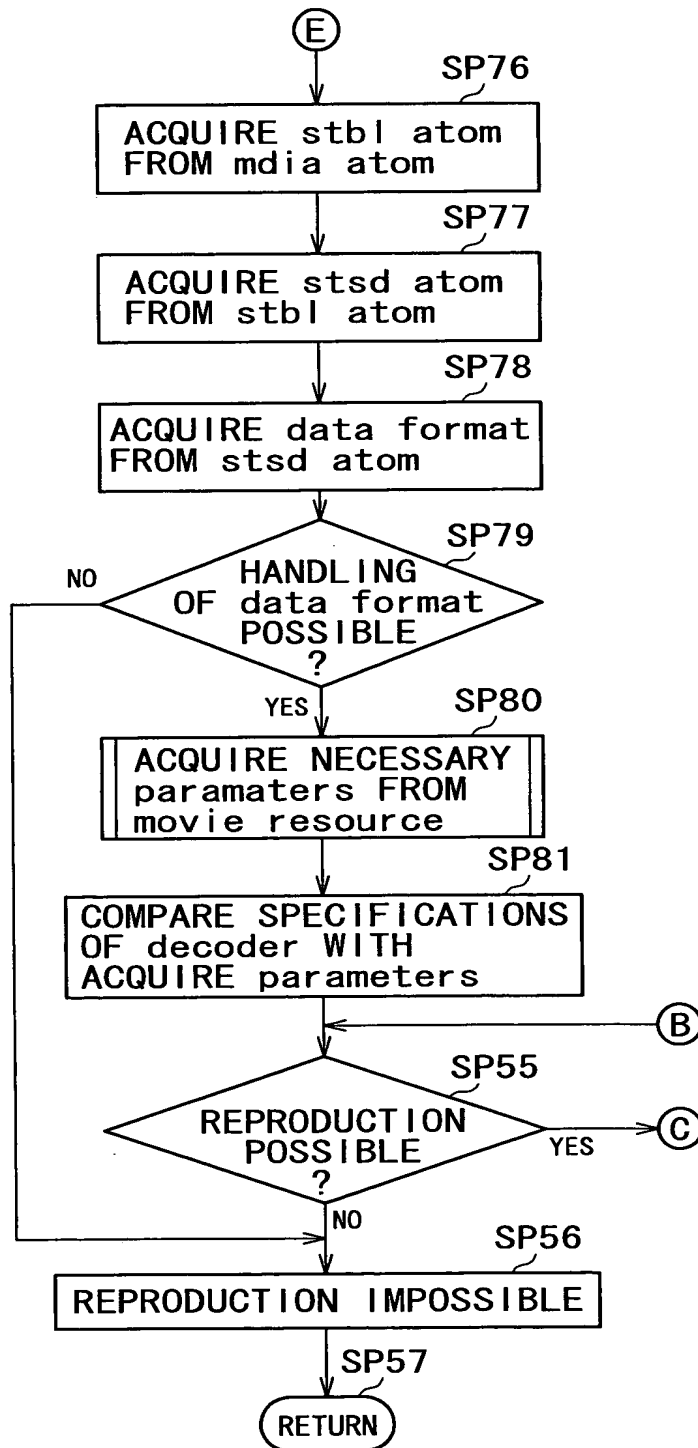 E
SP76
ACQUIRE stbl atom
FROM mdia atom
SP77
ACQUIRE stsd atom
FROM stbl atom
SP78
ACQUIRE data format
FROM stsd atom
SP79
NO
HANDLING
OF data format
POSSIBLE
?
YES
SP80
ACQUIRE NECESSARY
paramaters FROM
movie resource
SP81
COMPARE SPECIFICATIONS
OF decoder WITH
ACQUIRE parameters
B
SP55
REPRODUCTION
POSSIBLE
?
YES
C
NO
SP56
REPRODUCTION IMPOSSIBLE
SP57
RETURN